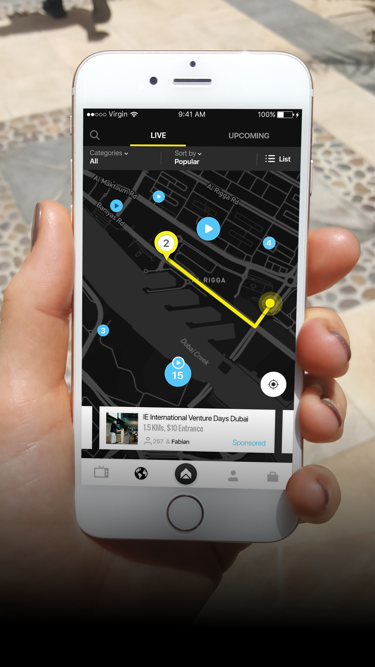 ●●○○○ Virgin 9:41 AM 100%
LIVE UPCOMING
Categories Sort by
All Popular List
Al Maktoum Rd
Al Rigga Rd
Baniyas Rd
4
2
RIGGA
3
Dubai Creek
15
IE International Venture Days Dubai
1.5 KMs, $10 Entrance
257 & Fabian Sponsored